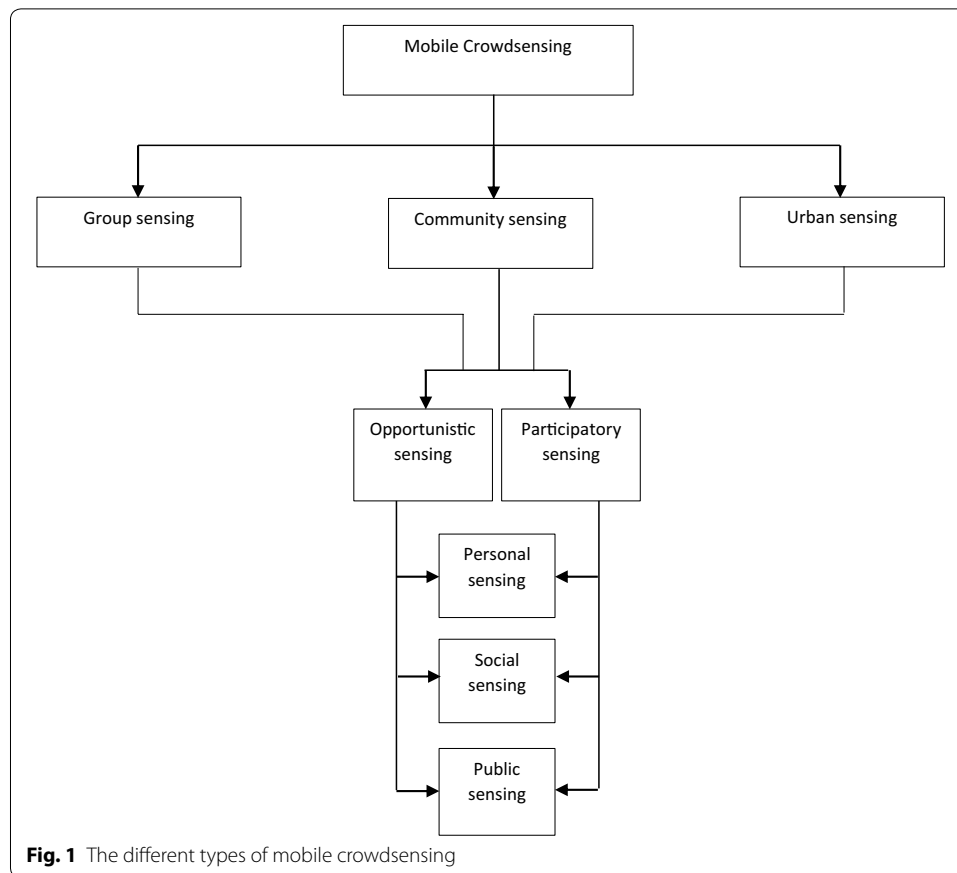 Mobile Crowdsensing
Group sensing
Community sensing
Urban sensing
Opportunistic
sensing
Participatory
sensing
Personal
sensing
Social
sensing
Public
sensing
Fig. 1 The different types of mobile crowdsensing